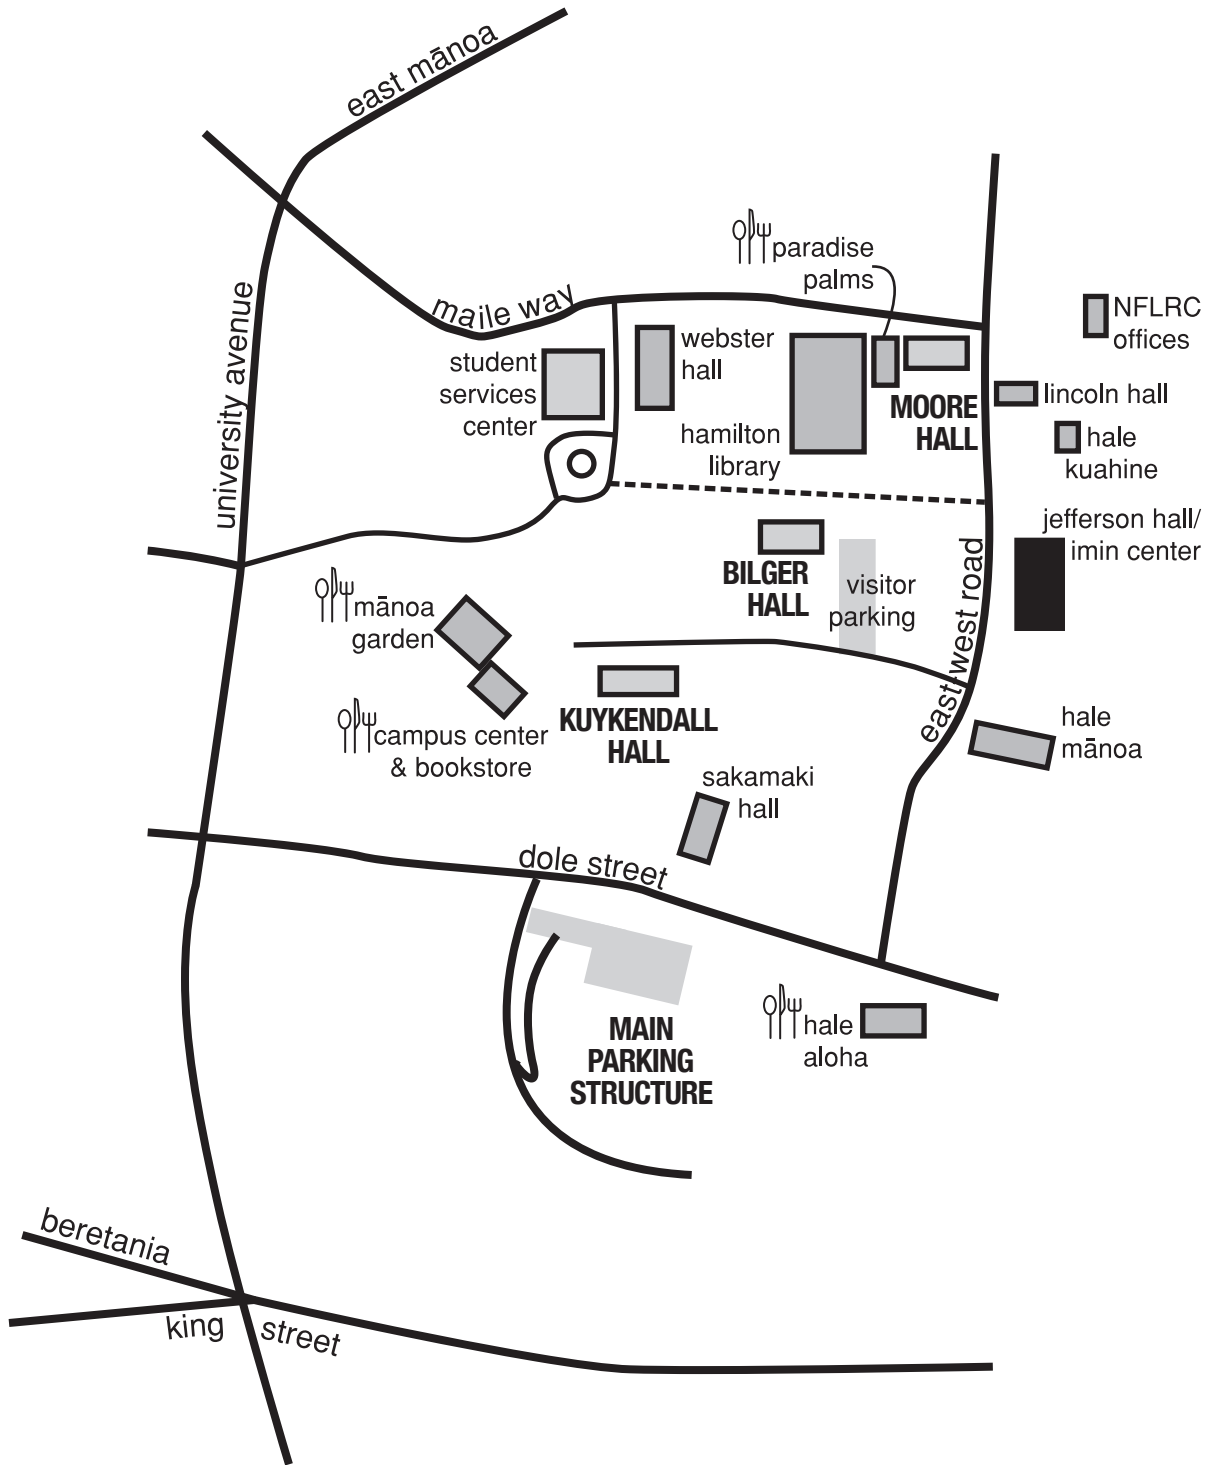 east mānoa
paradise
palms
NFLRC
offices
university avenue
maile way
webster
hall
student
services
center
lincoln hall
MOORE
HALL
hale
kuahine
hamilton
library
jefferson hall/
imin center
BILGER
HALL
visitor
parking
east-west road
mānoa
garden
KUYKENDALL
HALL
campus center
& bookstore
hale
mānoa
sakamaki
hall
dole street
MAIN
PARKING
STRUCTURE
hale
aloha
beretania
king street